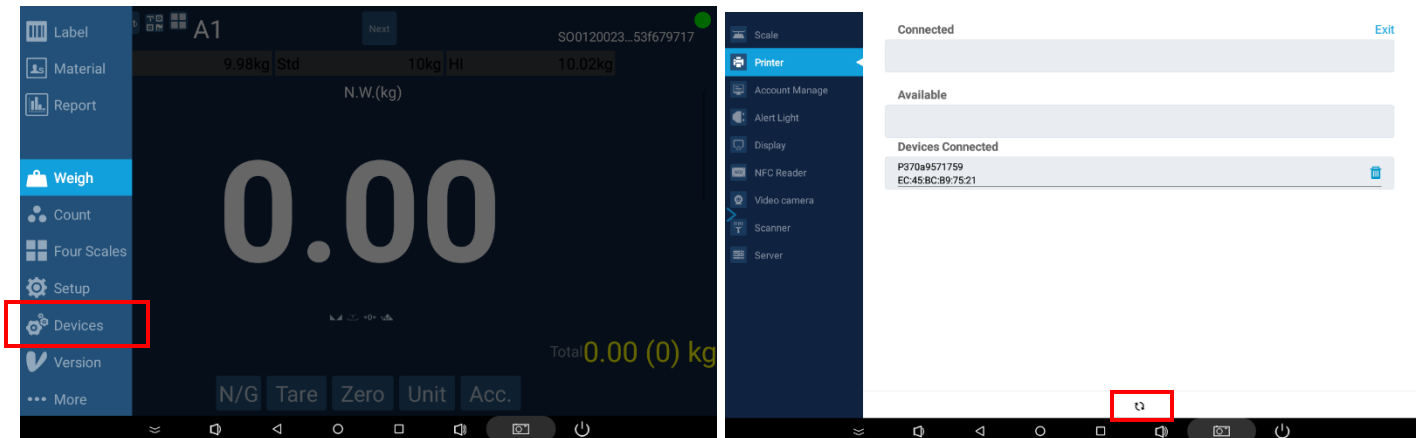 Label
Material
Report
Weigh
Count
Four Scales
Setup
Devices
Version
More
A1
Next
SO0120023...53f679717
9.98kg Std 10kg HI 10.02kg
N.W.(kg)
0.00
Total 0.00 (0) kg
N/G Tare Zero Unit Acc.
Scale
Printer
Account Manage
Alert Light
Display
NFC Reader
Video camera
Scanner
Server
Connected Exit
Available
Devices Connected
P370a9571759
EC:45:BC:B9:75:21